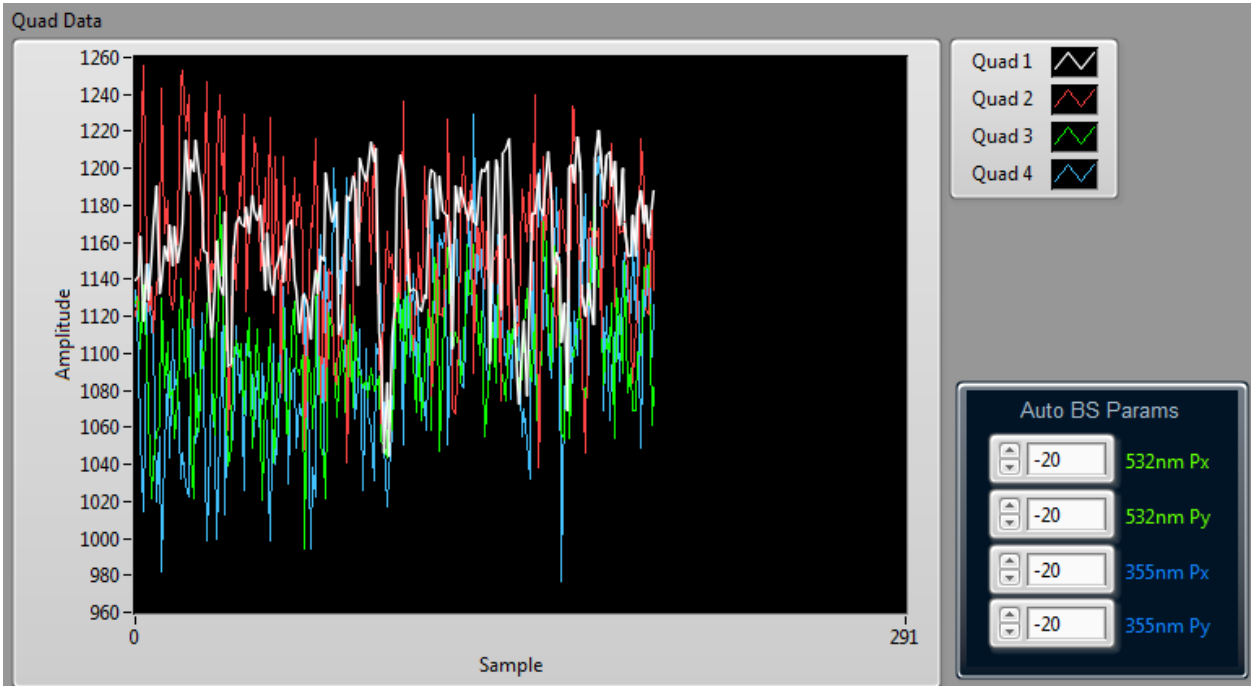 Quad Data
1260
1240
1220
1200
1180
1160
1140
1120
1100
1080
1060
1040
1020
1000
980
960
Amplitude
0
291
Sample
Quad 1
Quad 2
Quad 3
Quad 4
Auto BS Params
-20 532nm Px
-20 532nm Py
-20 355nm Px
-20 355nm Py